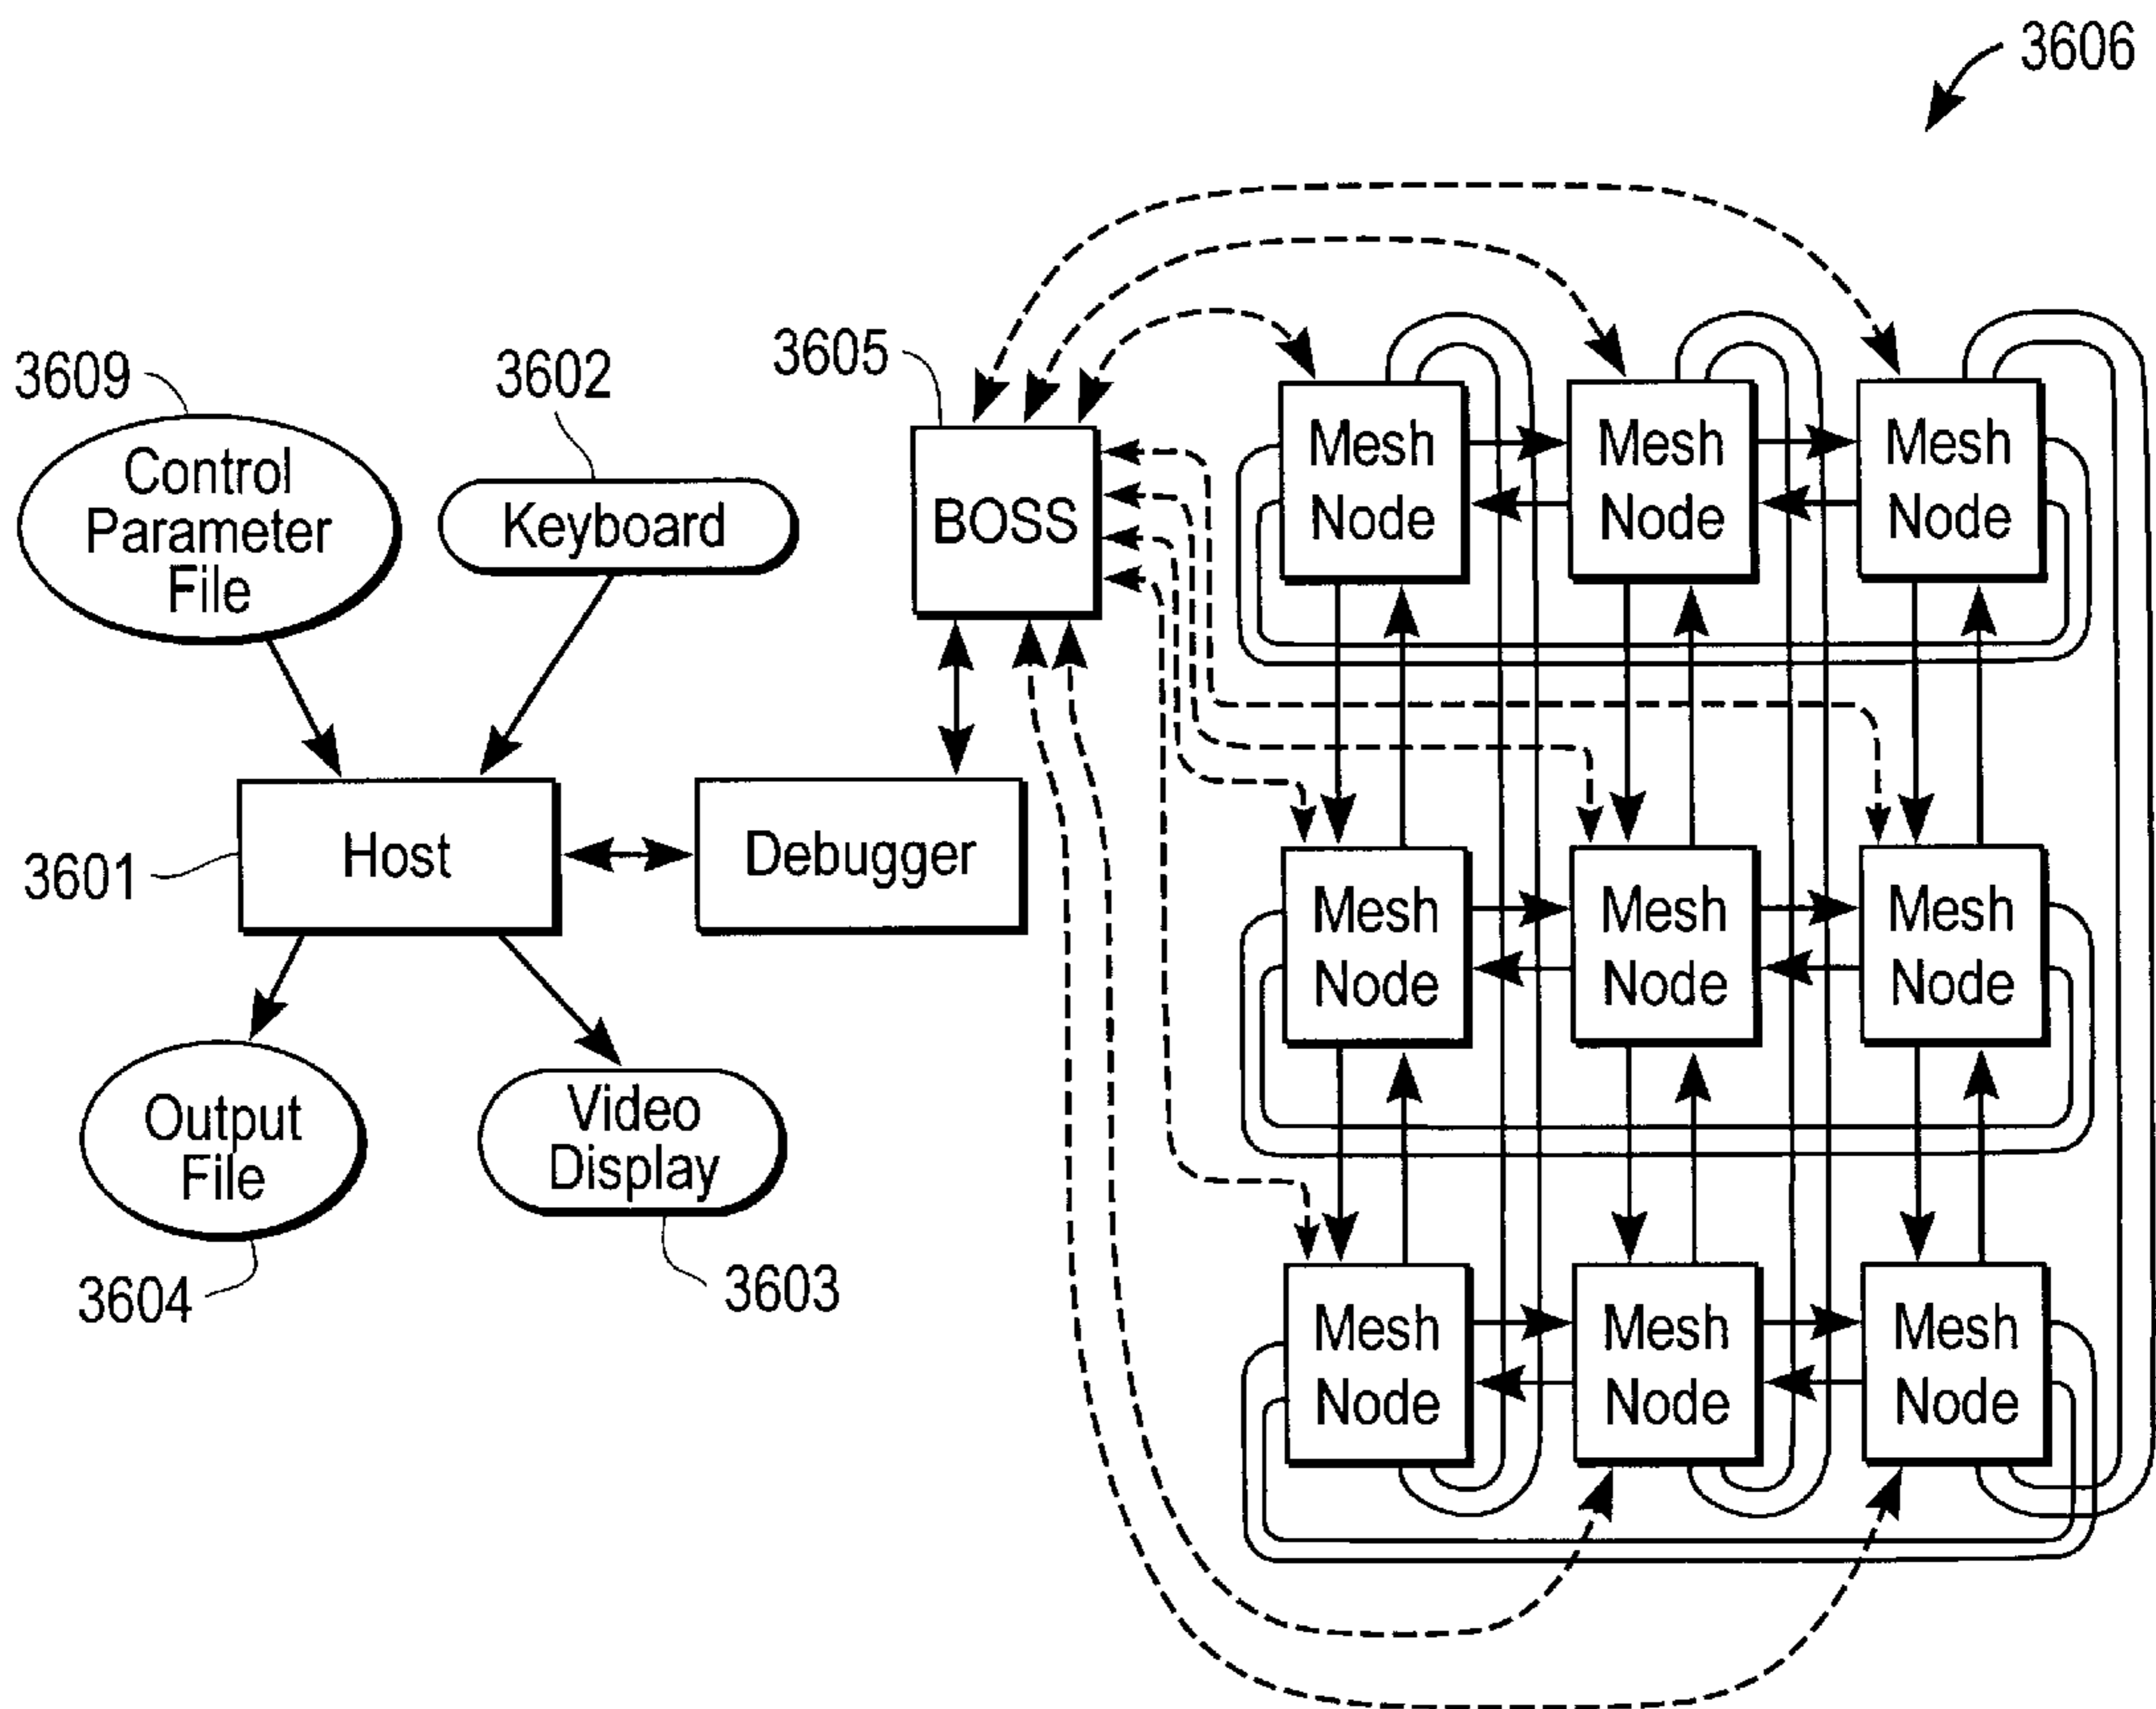 3606
3609
3602
3605
Control
Parameter
File
Keyboard
BOSS
Mesh
Node
Mesh
Node
Mesh
Node
3601
Host
Debugger
Mesh
Node
Mesh
Node
Mesh
Node
Output
File
Video
Display
3604
3603
Mesh
Node
Mesh
Node
Mesh
Node